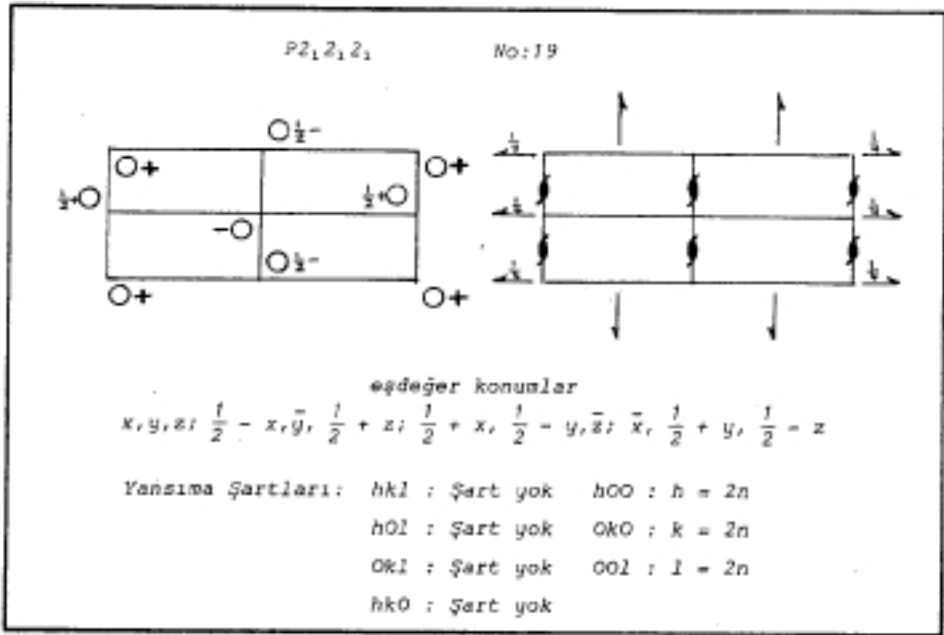 P2₁2₁2₁ No:19
½-
+ +
½+ ½+
-
½-
+ +
¼ ¼
¼ ¼
¼ ¼
eşdeğer konumlar
x,y,z; 1/2 - x,ȳ, 1/2 + z; 1/2 + x, 1/2 - y,z̄; x̄, 1/2 + y, 1/2 - z
Yansıma Şartları: hkl : Şart yok h00 : h = 2n
h0l : Şart yok 0k0 : k = 2n
0kl : Şart yok 00l : l = 2n
hk0 : Şart yok